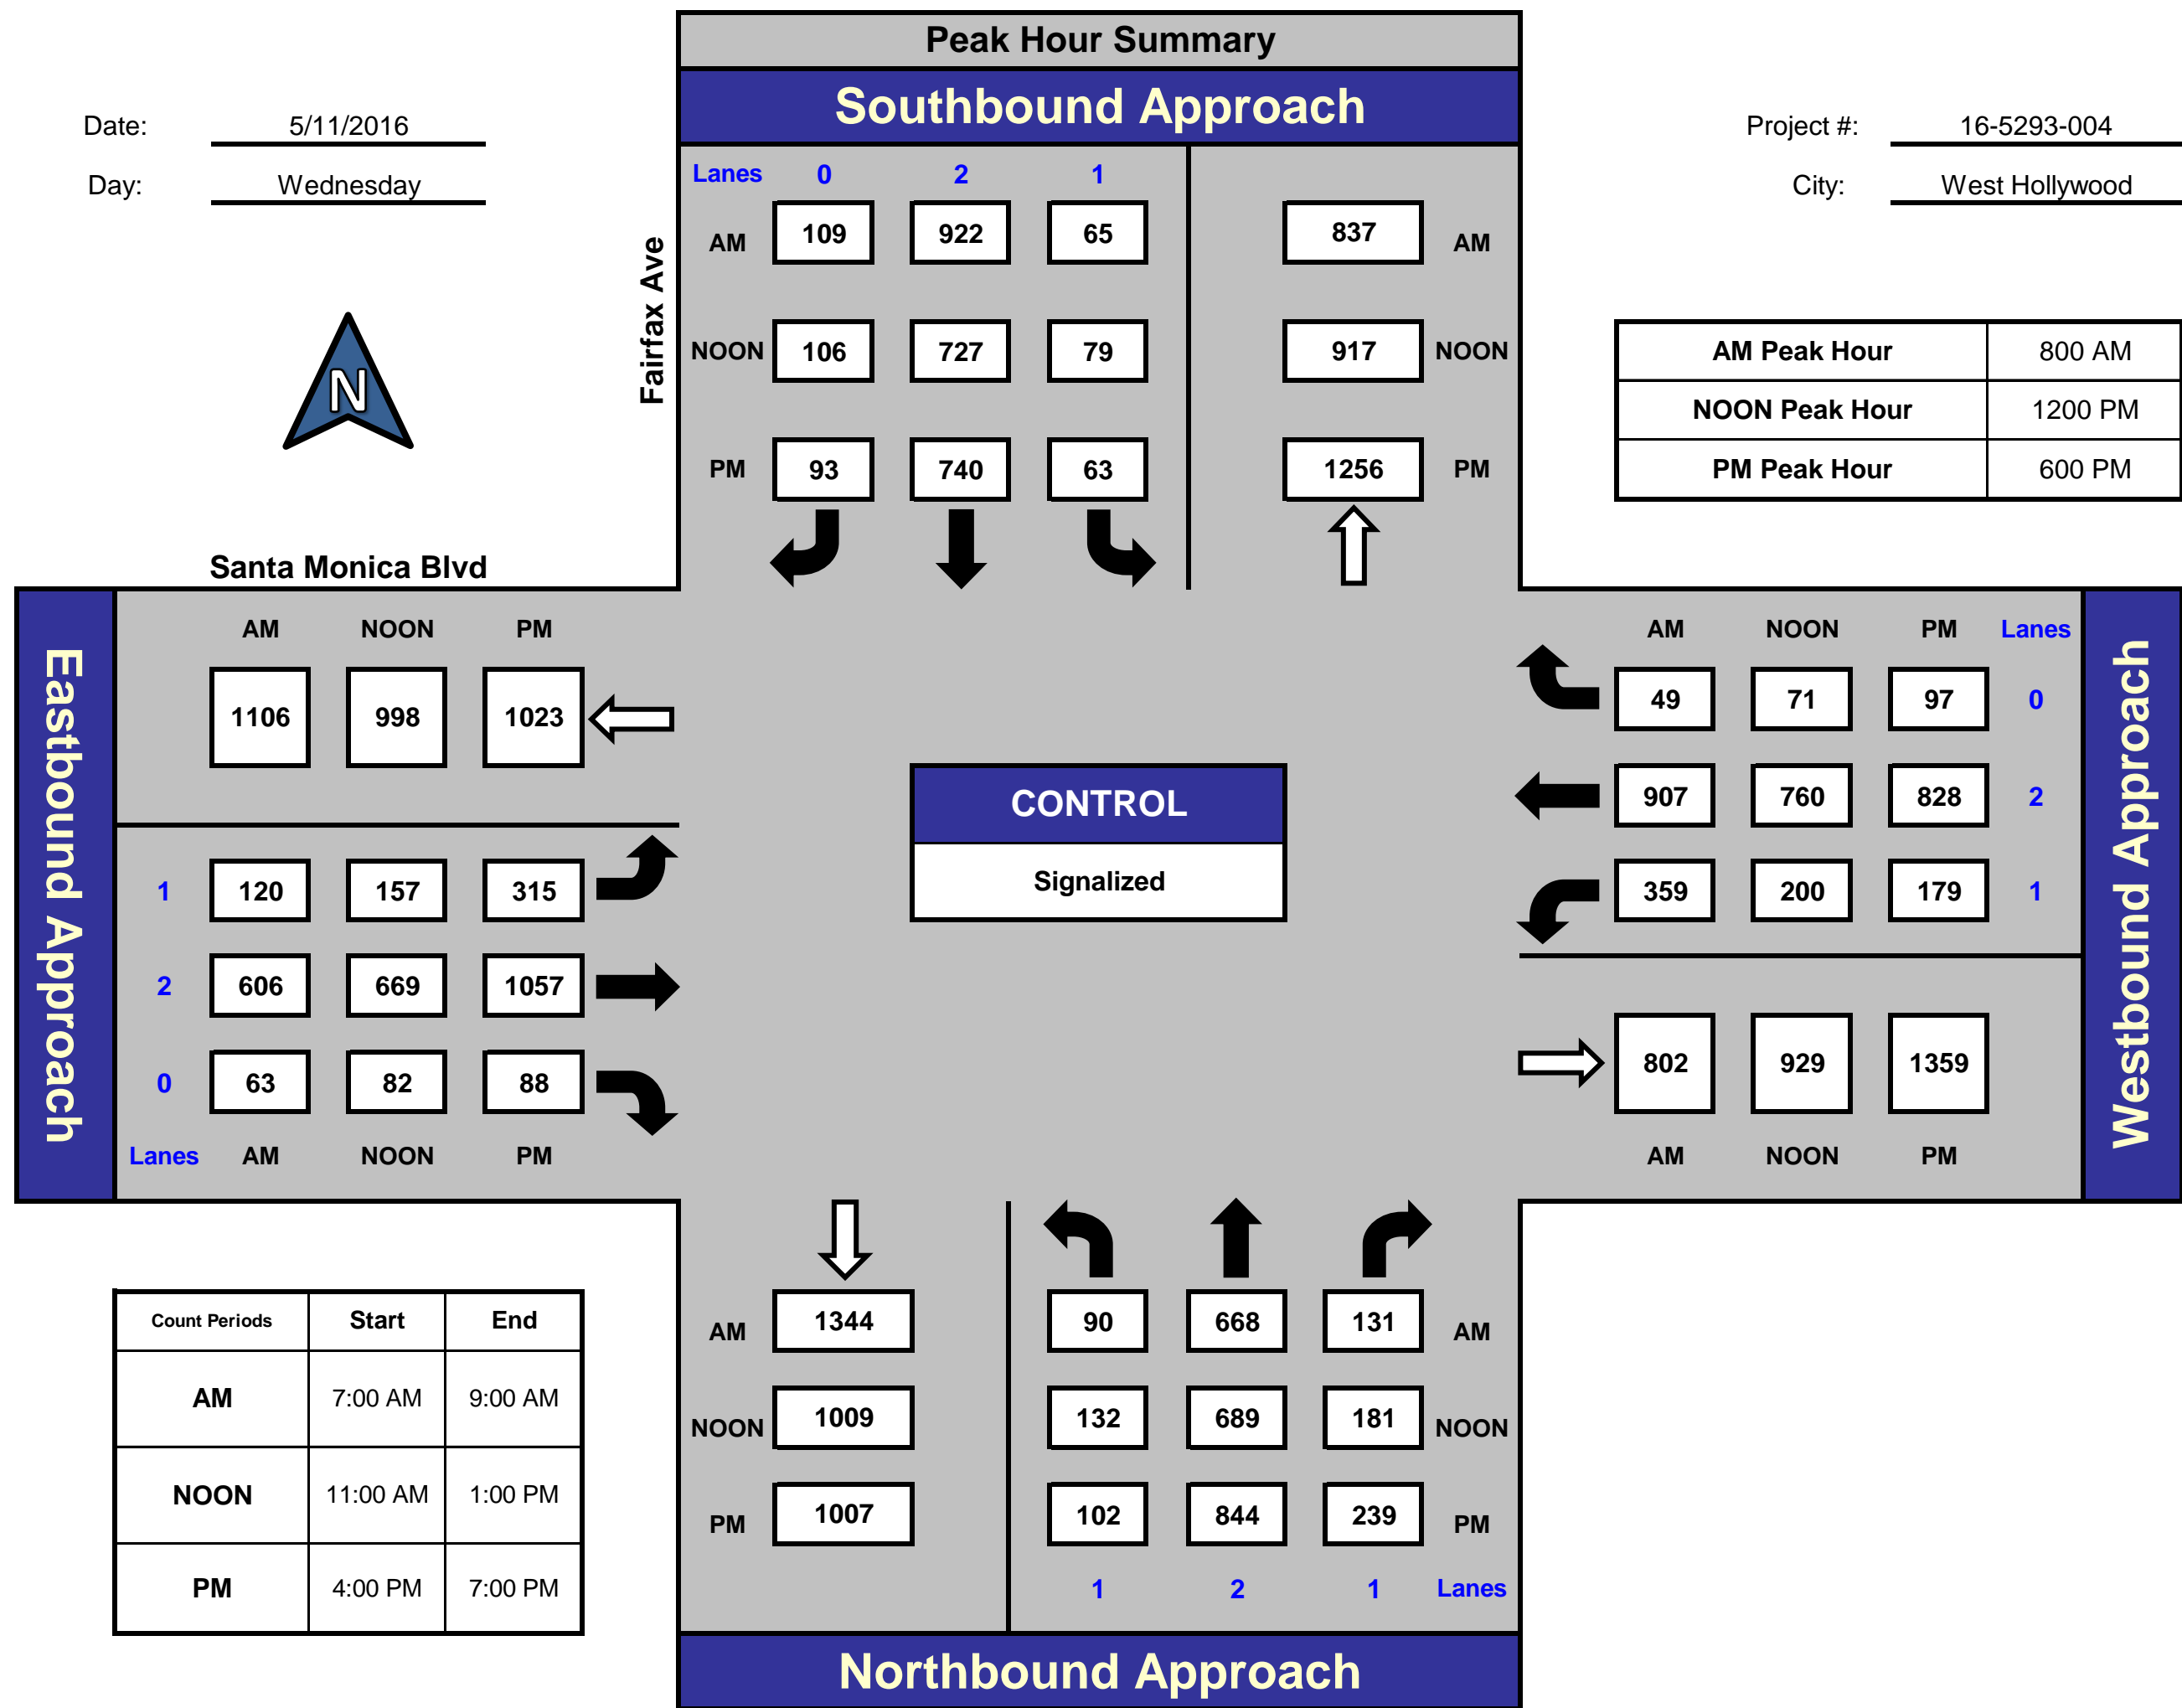 Peak Hour Summary
Southbound Approach
Date: 5/11/2016
Project #: 16-5293-004
Day: Wednesday
City: West Hollywood
Lanes 0 2 1
AM 109 922 65 837 AM
NOON 106 727 79 917 NOON
PM 93 740 63 1256 PM
Fairfax Ave
N
AM Peak Hour 800 AM
NOON Peak Hour 1200 PM
PM Peak Hour 600 PM
Santa Monica Blvd
Eastbound Approach
AM NOON PM
1106 998 1023
1 120 157 315
2 606 669 1057
0 63 82 88
Lanes AM NOON PM
CONTROL
Signalized
AM NOON PM Lanes
49 71 97 0
907 760 828 2
359 200 179 1
802 929 1359
AM NOON PM
Westbound Approach
Count Periods Start End
AM 7:00 AM 9:00 AM
NOON 11:00 AM 1:00 PM
PM 4:00 PM 7:00 PM
AM 1344 90 668 131 AM
NOON 1009 132 689 181 NOON
PM 1007 102 844 239 PM
1 2 1 Lanes
Northbound Approach